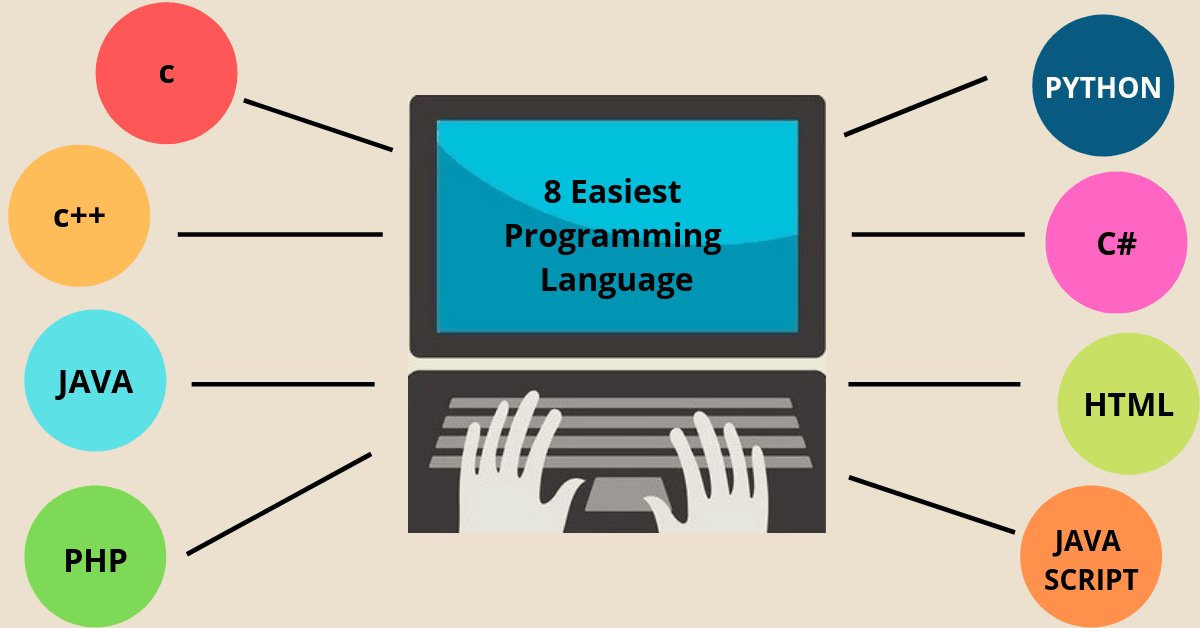 c
c++
JAVA
PHP
8 Easiest
Programming
Language
PYTHON
C#
HTML
JAVA
SCRIPT